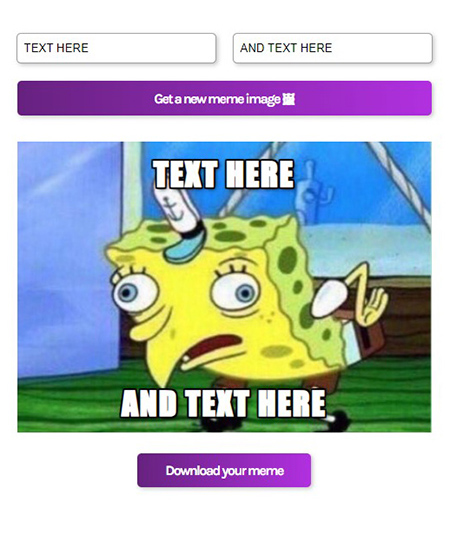 TEXT HERE
AND TEXT HERE
Get a new meme image 🖼
TEXT HERE
AND TEXT HERE
Download your meme